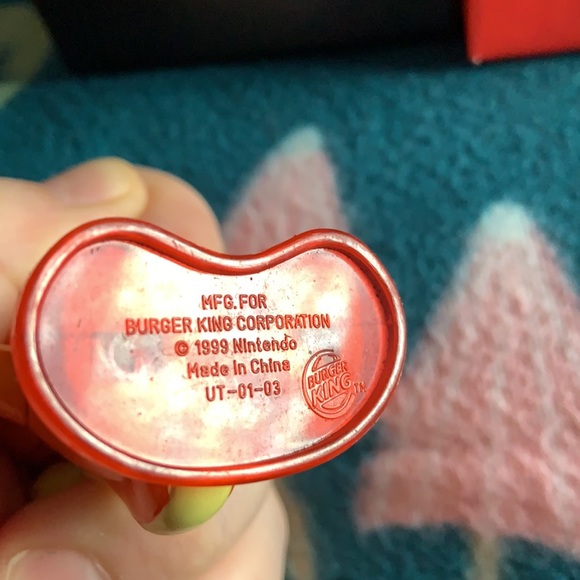 MFG. FOR
BURGER KING CORPORATION
© 1999 Nintendo
Made in China
UT-01-03
BURGER
KING
TM